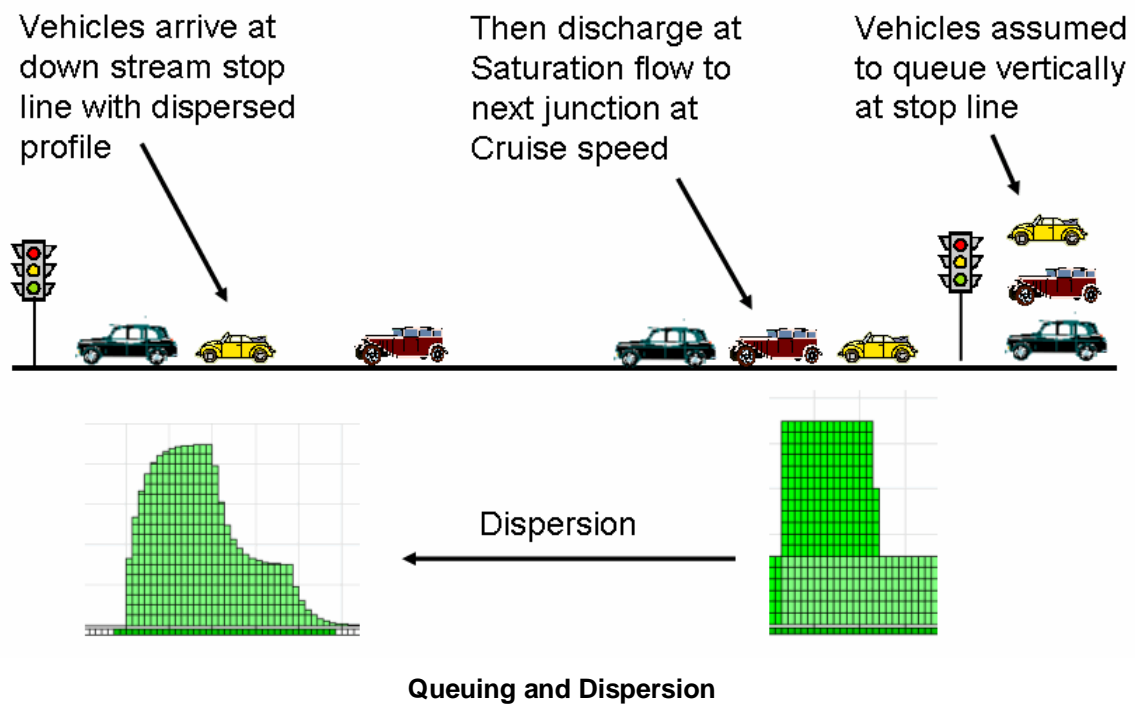 Vehicles arrive at
down stream stop
line with dispersed
profile
Then discharge at
Saturation flow to
next junction at
Cruise speed
Vehicles assumed
to queue vertically
at stop line
Dispersion
Queuing and Dispersion